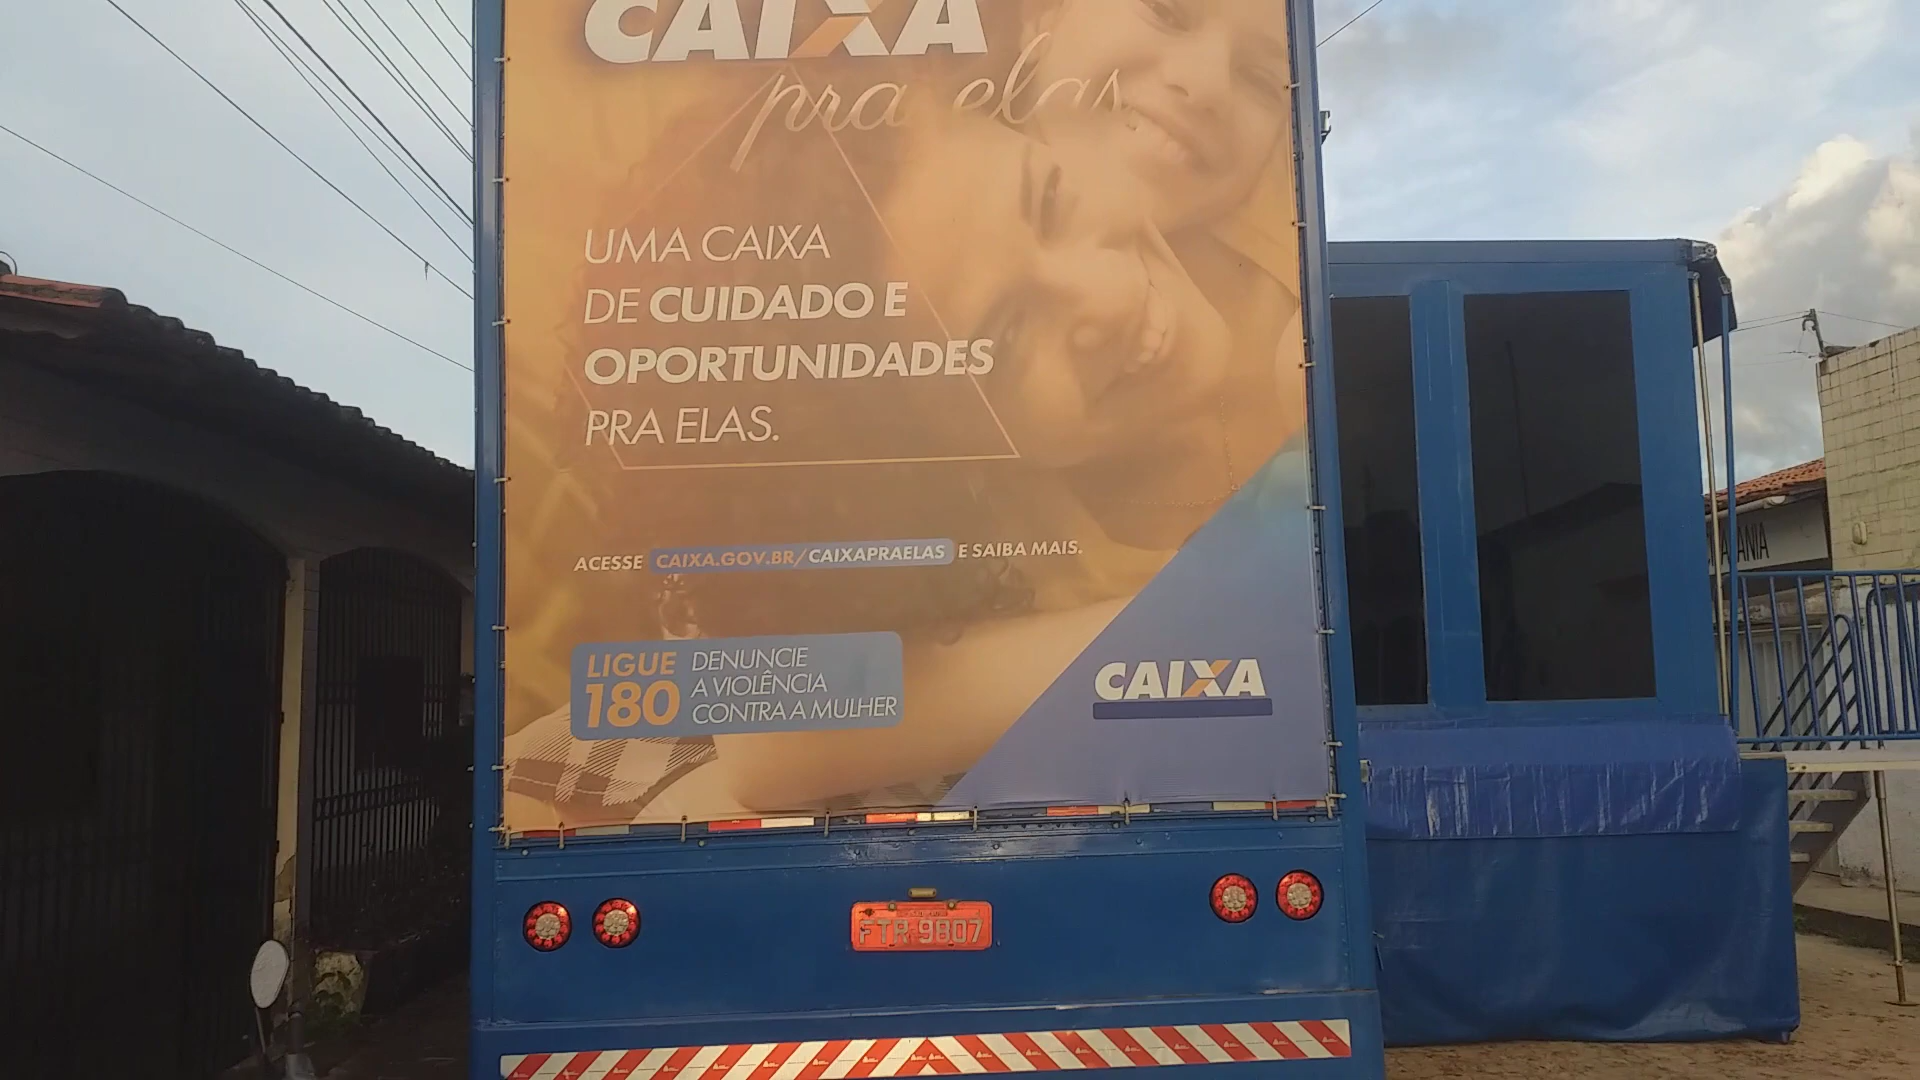 CAIXA
pra elas
UMA CAIXA
DE CUIDADO E
OPORTUNIDADES
PRA ELAS.
ACESSE CAIXA.GOV.BR/CAIXAPRAELAS E SAIBA MAIS.
LIGUE
180
DENUNCIE
A VIOLÊNCIA
CONTRA A MULHER
CAIXA
FTR 9807